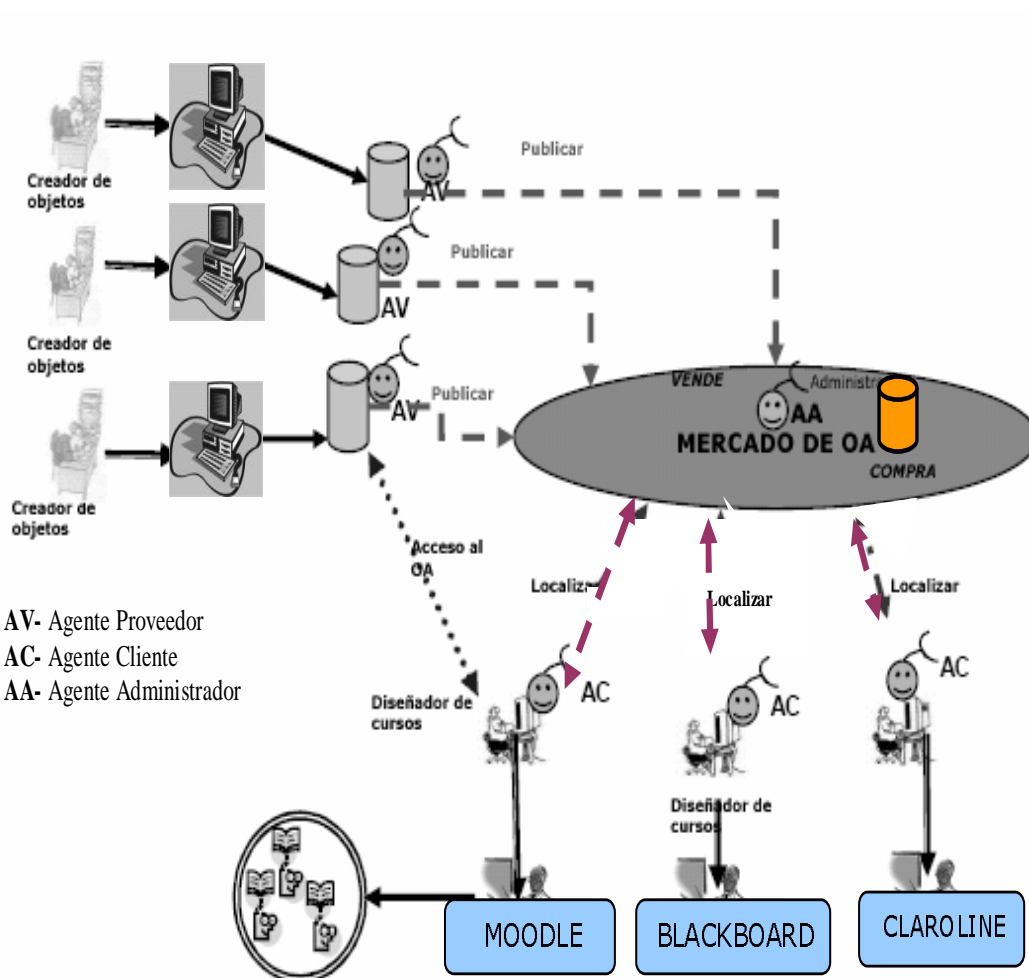 Publicar
Creador de
objetos
AV
Publicar
AV
Creador de
objetos
Publicar
AV
VENDE
AA
MERCADO DE OA
COMPRA
Creador de
objetos
Acceso al
OA
Localizar
Localizar
AV- Agente Proveedor
AC- Agente Cliente
AA- Agente Administrador
AC
AC
AC
Diseñador de
cursos
Diseñador de
cursos
MOODLE
BLACKBOARD
CLAROLINE